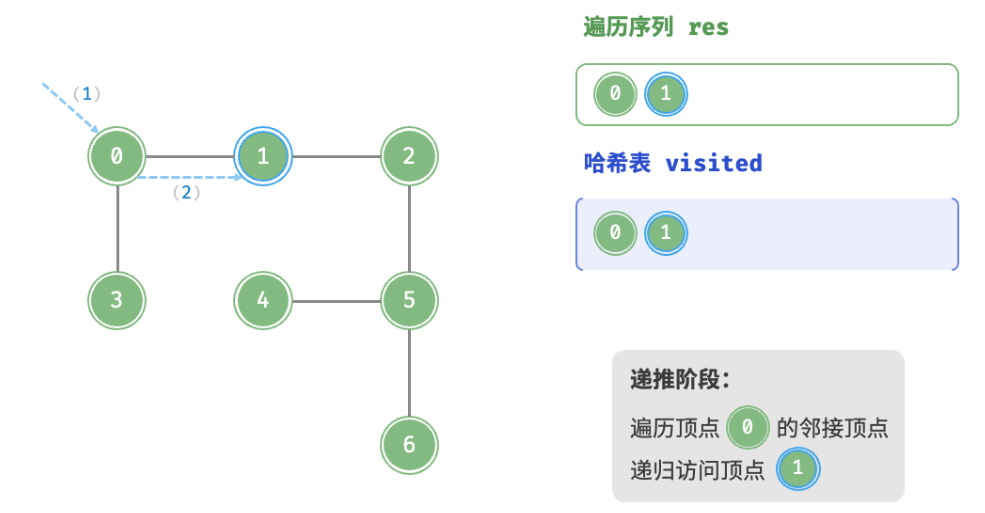 遍历序列 res
0 1
(1)
哈希表 visited
0 1 2
(2)
0 1
3 4 5
递推阶段：
遍历顶点 0 的邻接顶点
6
递归访问顶点 1